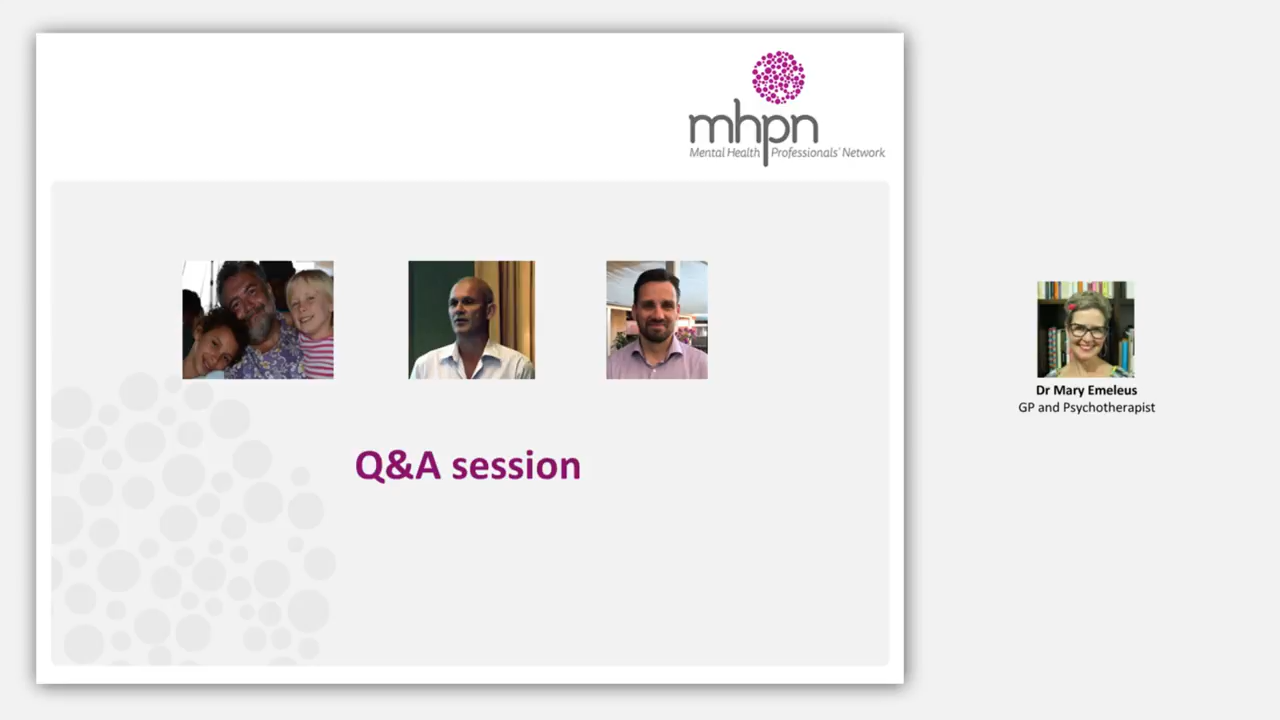 mhpn
Mental Health Professionals' Network
Q&A session
Dr Mary Emeleus
GP and Psychotherapist